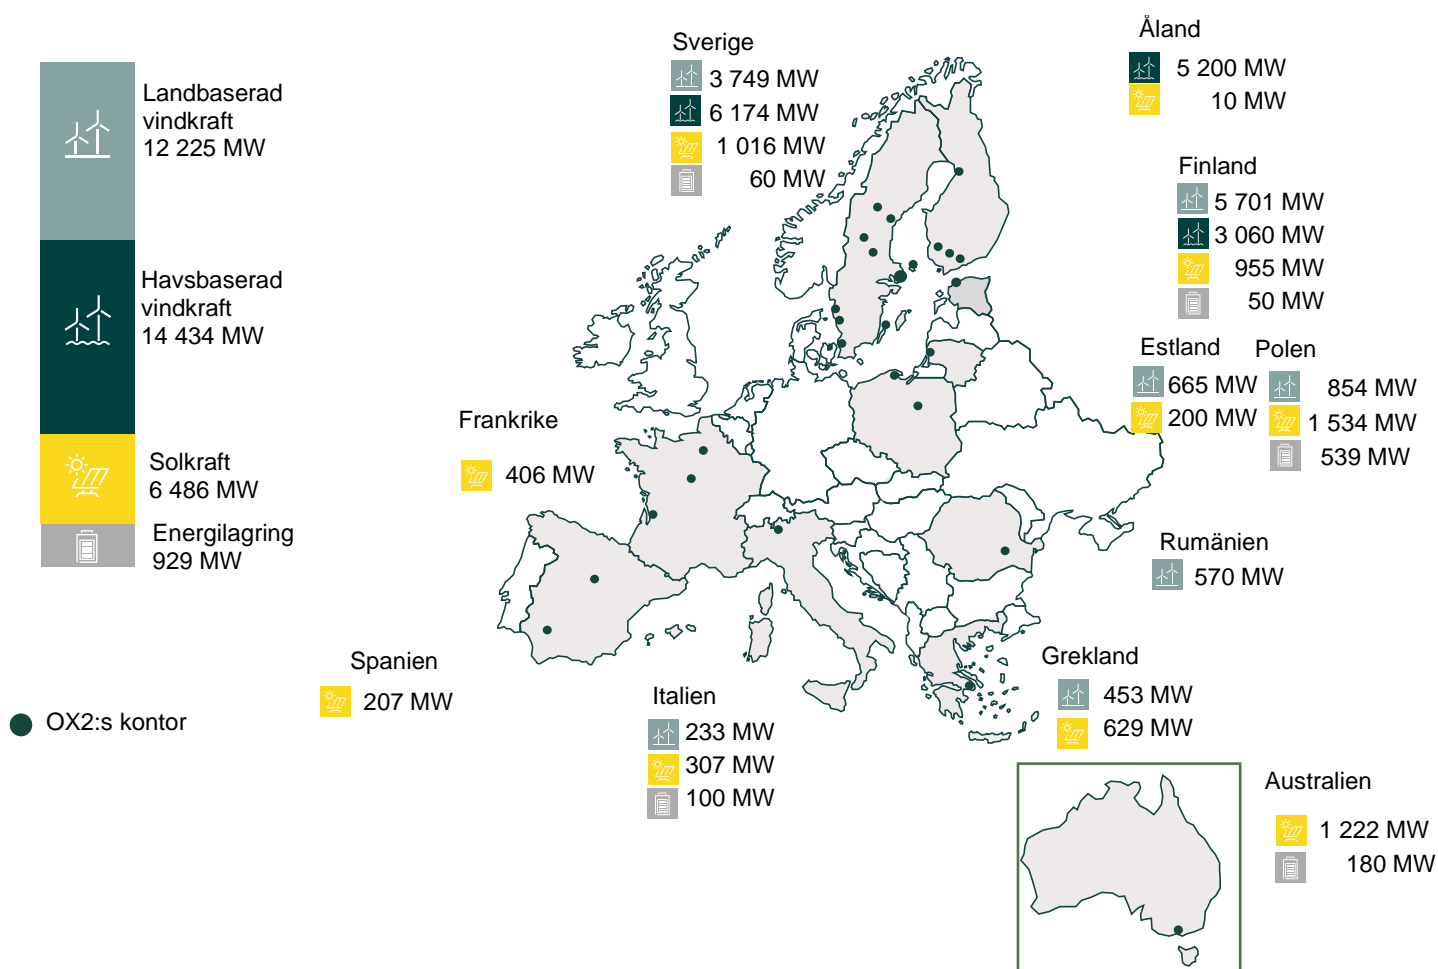 Landbaserad
vindkraft
12 225 MW
Havsbaserad
vindkraft
14 434 MW
Solkraft
6 486 MW
Energilagring
929 MW
OX2:s kontor
Sverige
3 749 MW
6 174 MW
1 016 MW
60 MW
Åland
5 200 MW
10 MW
Finland
5 701 MW
3 060 MW
955 MW
50 MW
Estland
665 MW
200 MW
Polen
854 MW
1 534 MW
539 MW
Frankrike
406 MW
Rumänien
570 MW
Spanien
207 MW
Italien
233 MW
307 MW
100 MW
Grekland
453 MW
629 MW
Australien
1 222 MW
180 MW